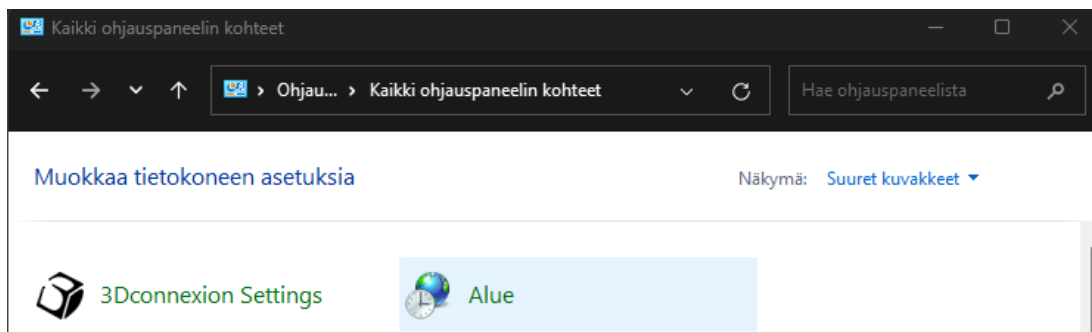 Kaikki ohjauspaneelin kohteet
Ohjau... › Kaikki ohjauspaneelin kohteet
Hae ohjauspaneelista
Muokkaa tietokoneen asetuksia
Näkymä: Suuret kuvakkeet
3Dconnexion Settings
Alue